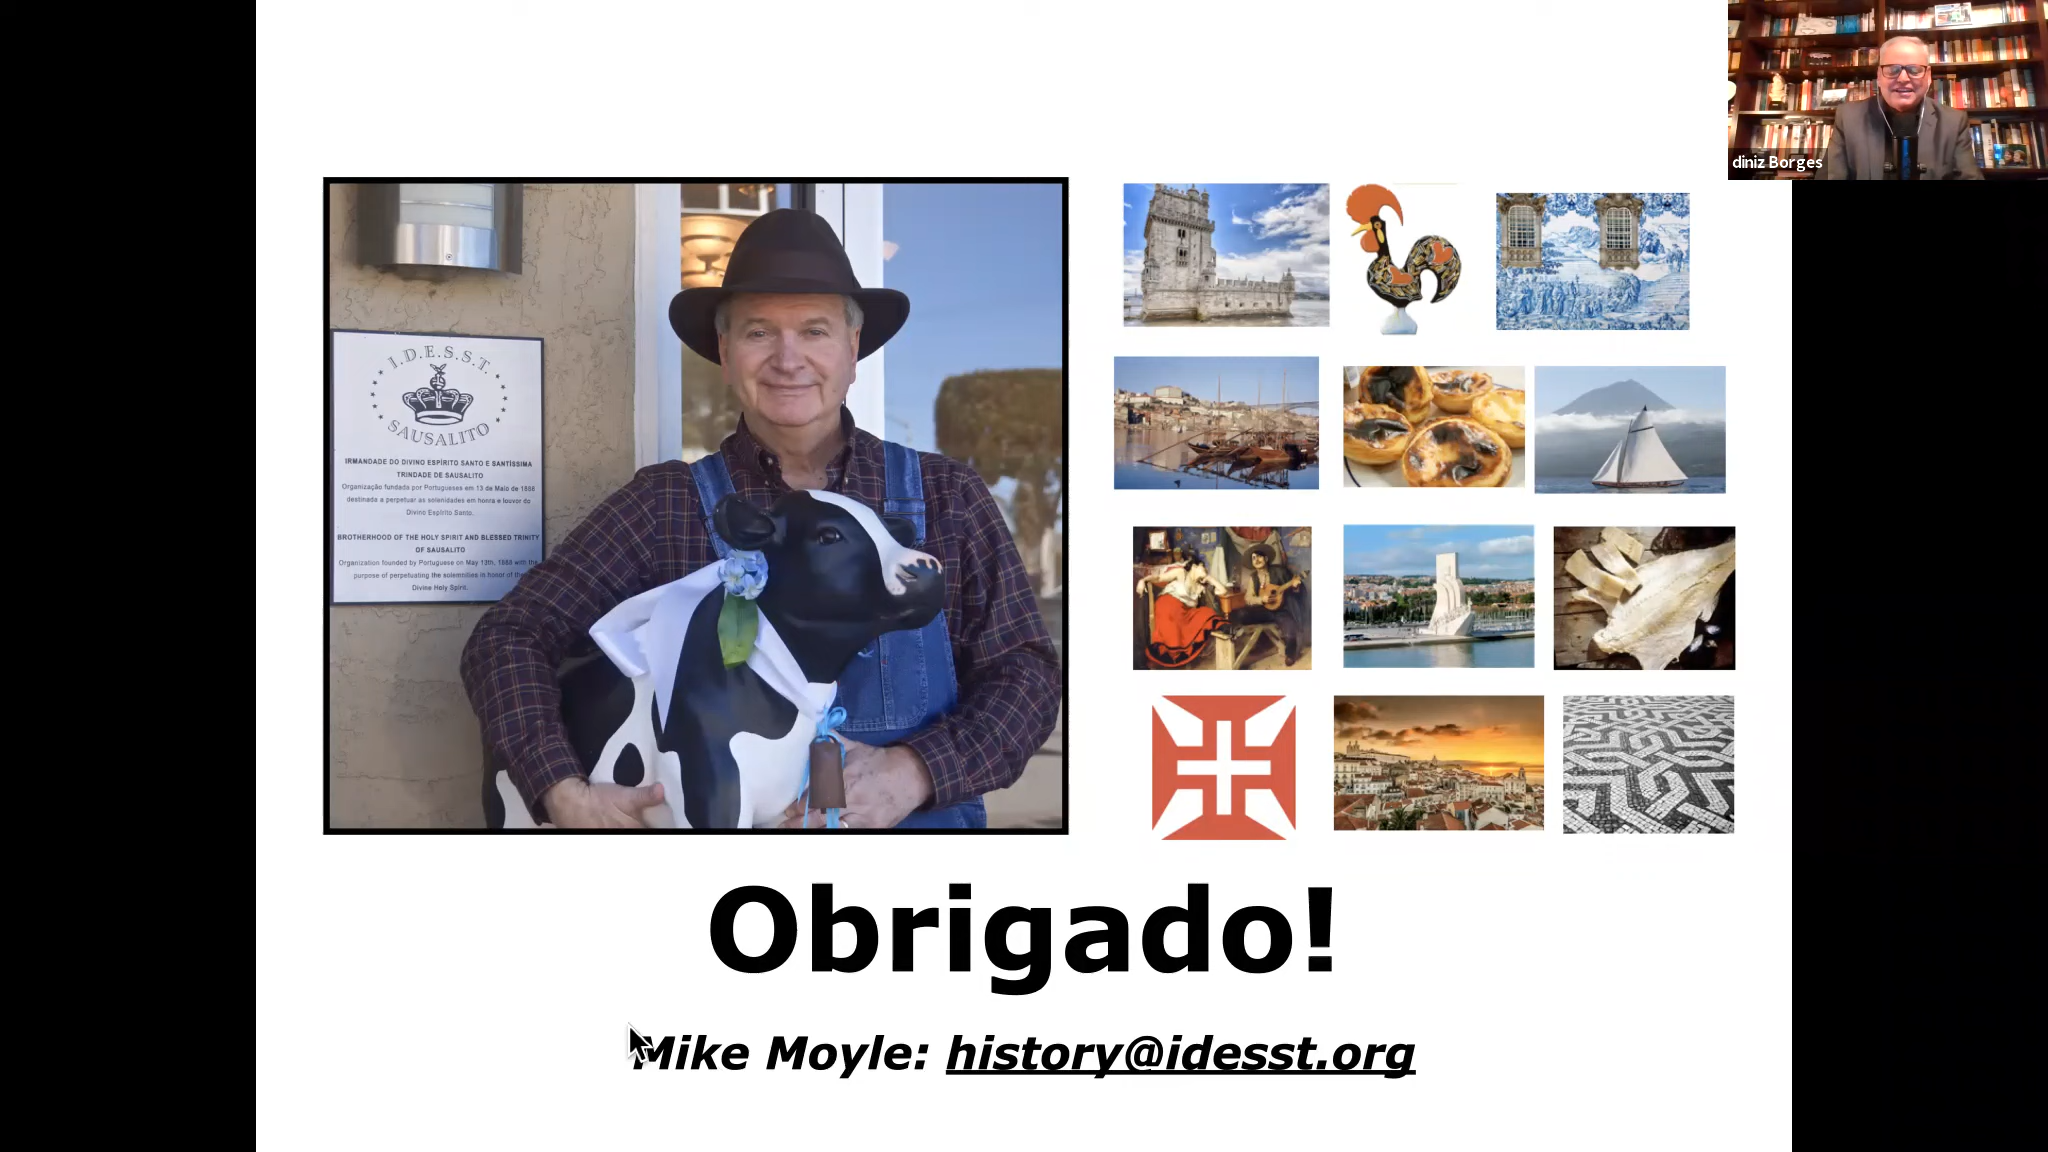 diniz Borges
I.D.E.S.S.T.
SAUSALITO
IRMANDADE DO DIVINO ESPÍRITO SANTO E SANTÍSSIMA
TRINDADE DE SAUSALITO
Organização fundada por Portugueses em 13 de Maio de 1888
destinada a perpetuar as solenidades em honra e louvor do
Divino Espírito Santo.
BROTHERHOOD OF THE HOLY SPIRIT AND BLESSED TRINITY
OF SAUSALITO
Organization founded by Portuguese on May 13th, 1888 with the
purpose of perpetuating the solemnities in honor of the
Divine Holy Spirit.
Obrigado!
Mike Moyle: history@idesst.org